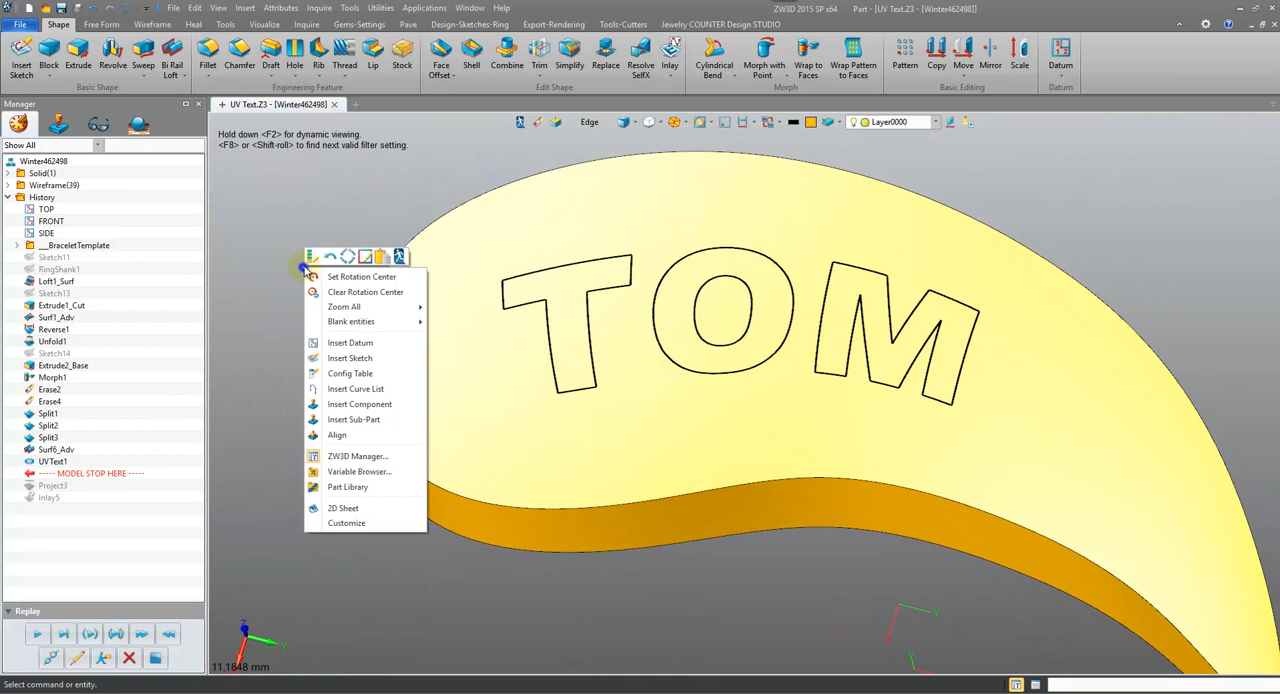 File Edit View Insert Attributes Inquire Tools Utilities Applications Window Help
ZW3D 2015 SP x64 Part - [UV Text.Z3 - [Winter462498]]
File Shape Free Form Wireframe Heal Tools Visualize Inquire Gems-Settings Pave Design-Sketches-Ring Export-Rendering Tools-Cutters Jewelry COUNTER Design STUDIO
Insert Sketch Block Extrude Revolve Sweep Bi Rail Loft Fillet Chamfer Draft Hole Rib Thread Lip Stock Face Offset Shell Combine Trim Simplify Replace Resolve SelfX Inlay Cylindrical Bend Morph with Point Wrap to Faces Wrap Pattern to Faces Pattern Copy Move Mirror Scale Datum
Basic Shape Engineering Feature Edit Shape Morph Basic Editing Datum
Manager
UV Text.Z3 - [Winter462498]
Edge
Layer0000
Hold down <F2> for dynamic viewing.
<F8> or <Shift-roll> to find next valid filter setting.
Show All
Winter462498
Solid(1)
Wireframe(39)
History
TOP
FRONT
SIDE
__BraceletTemplate
Sketch11
RingShank1
Loft1_Surf
Sketch13
Extrude1_Cut
Surf1_Adv
Reverse1
Unfold1
Sketch14
Extrude2_Base
Morph1
Erase2
Erase4
Split1
Split2
Split3
Surf6_Adv
UVText1
----- MODEL STOP HERE -----
Project3
Inlay5
Set Rotation Center
Clear Rotation Center
Zoom All
Blank entities
Insert Datum
Insert Sketch
Config Table
Insert Curve List
Insert Component
Insert Sub-Part
Align
ZW3D Manager...
Variable Browser...
Part Library
2D Sheet
Customize
TOM
Replay
Z
Y
11.1848 mm
Y
Y
Select command or entity.